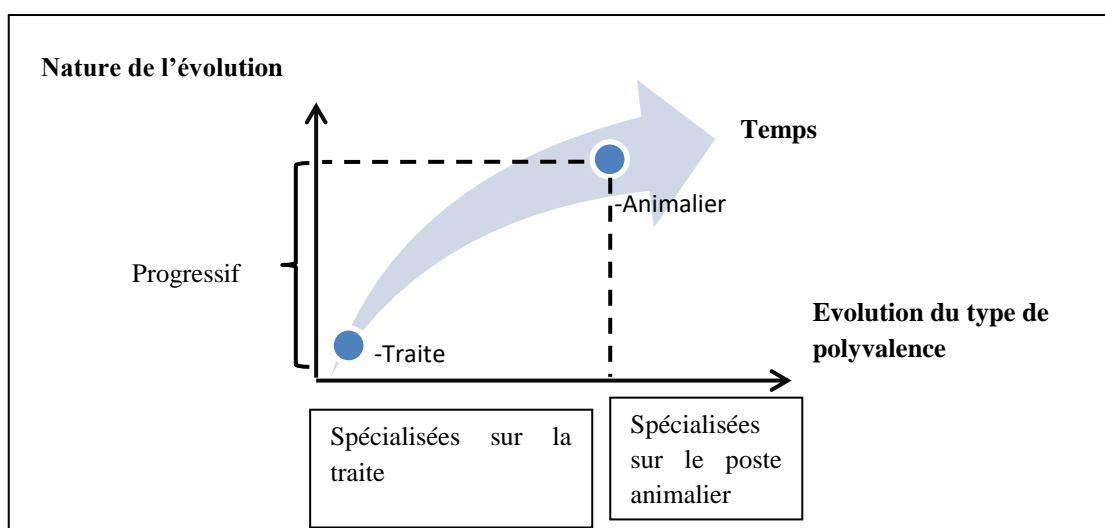 Nature de l’évolution
Temps
-Animalier
Progressif
Evolution du type de
polyvalence
-Traite
Spécialisées sur la
traite
Spécialisées
sur le poste
animalier